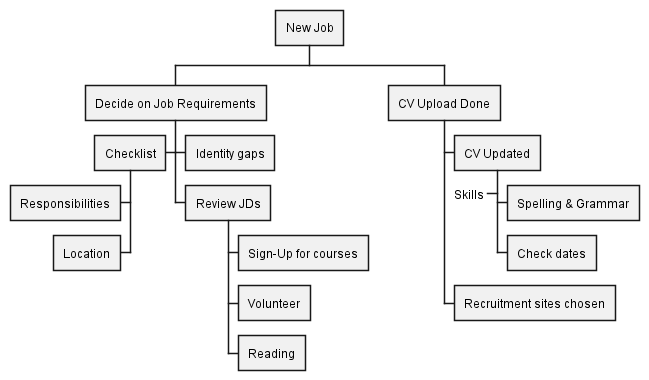 New Job
Decide on Job Requirements
CV Upload Done
Checklist
Identity gaps
CV Updated
Responsibilities
Review JDs
Skills
Spelling & Grammar
Location
Sign-Up for courses
Check dates
Volunteer
Recruitment sites chosen
Reading